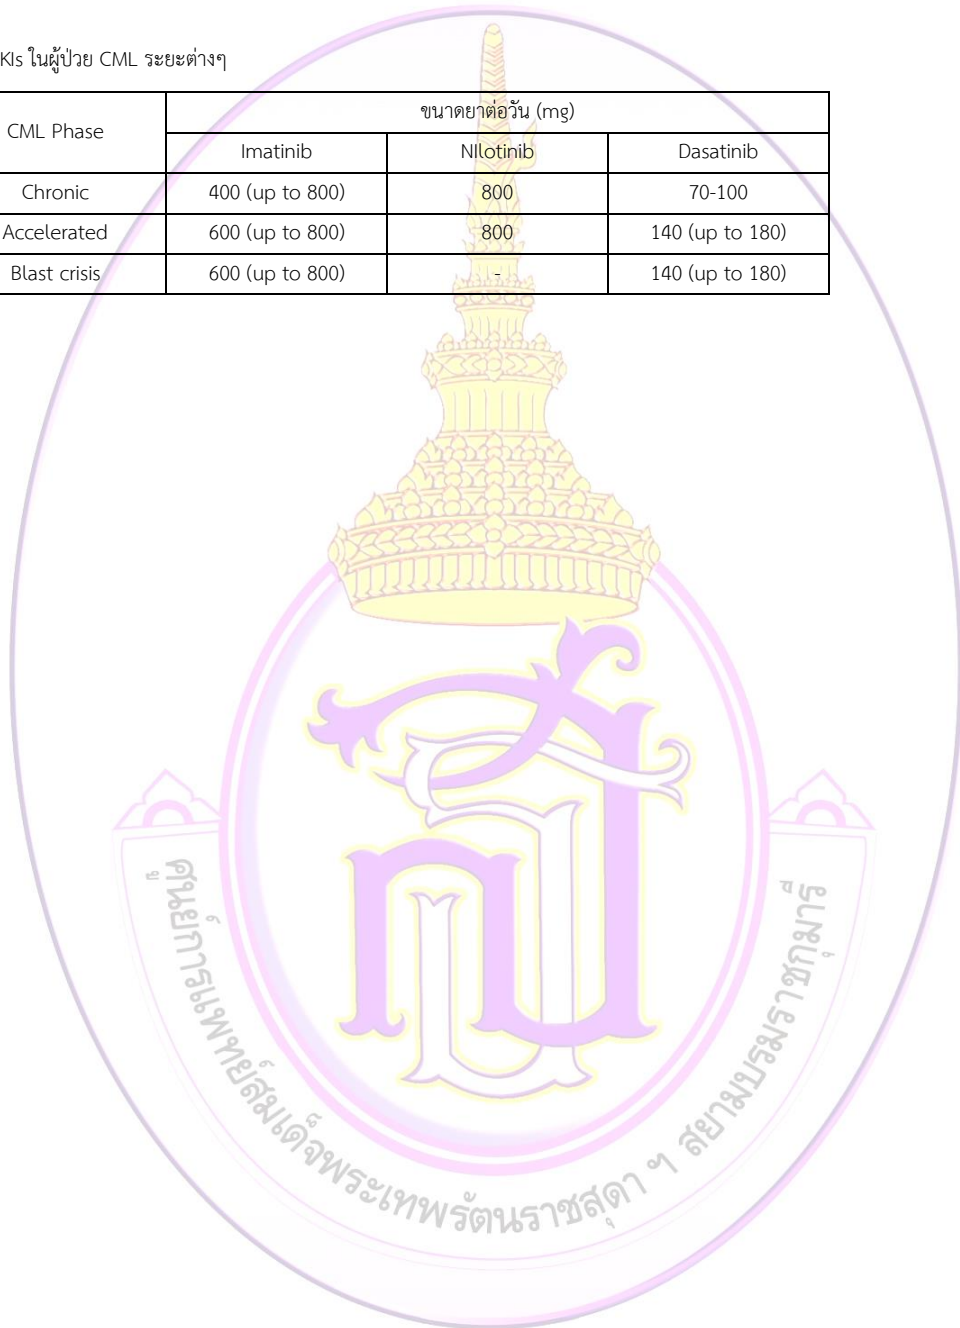 KIs ในผู้ป่วย CML ระยะต่างๆ
CML Phase
ขนาดยาต่อวัน (mg)
Imatinib NIlotinib Dasatinib
Chronic 400 (up to 800) 800 70-100
Accelerated 600 (up to 800) 800 140 (up to 180)
Blast crisis 600 (up to 800) - 140 (up to 180)
ศูนย์การแพทย์สมเด็จพระเทพรัตนราชสุดา ฯ สยามบรมราชกุมารี